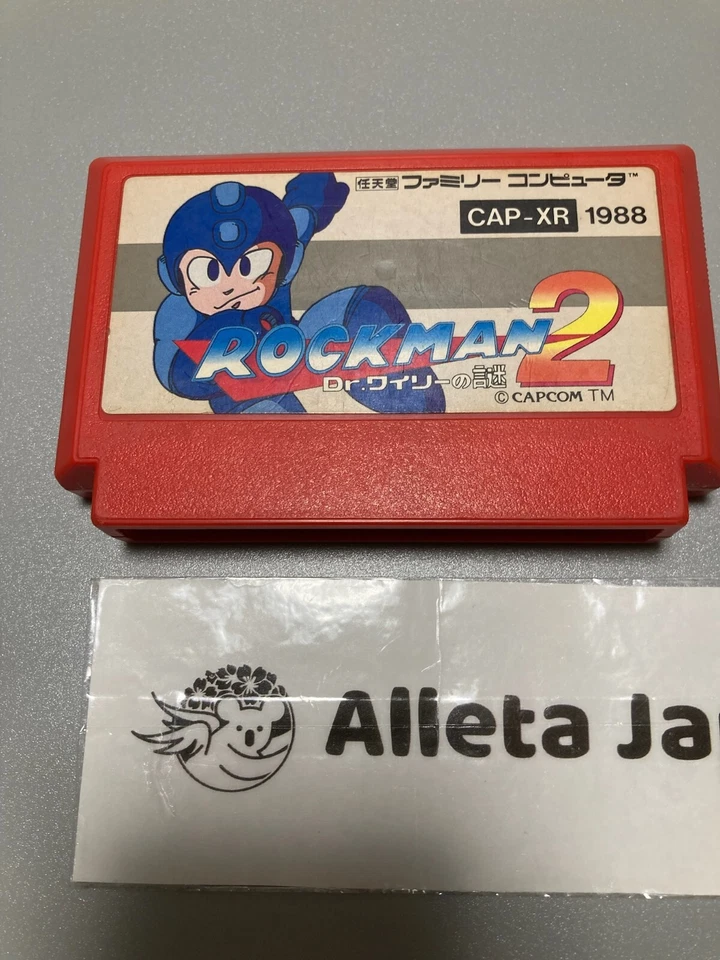 任天堂 ファミリー コンピュータ™
CAP-XR 1988
ROCKMAN 2
Dr.ワイリーの謎
©CAPCOM TM
Alleta Ja